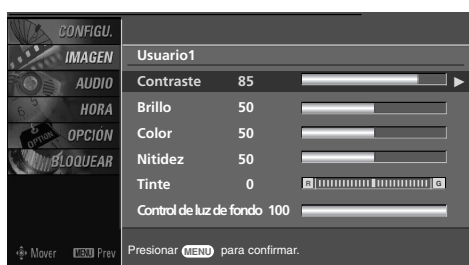 CONFIGU.
IMAGEN
AUDIO
HORA
OPCIÓN
BLOQUEAR
Mover MENU Prev
Usuario1
Contraste 85
Brillo 50
Color 50
Nitidez 50
Tinte 0 R G
Control de luz de fondo 100
Presionar MENU para confirmar.